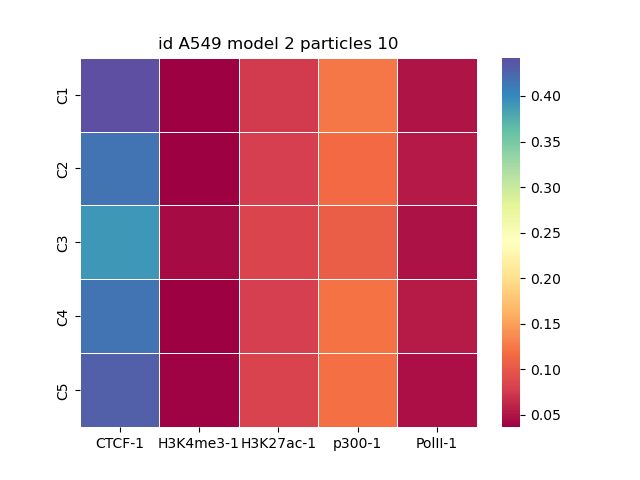 id A549 model 2 particles 10
C1
C2
C3
C4
C5
CTCF-1 H3K4me3-1 H3K27ac-1 p300-1 PolII-1
0.40
0.35
0.30
0.25
0.20
0.15
0.10
0.05